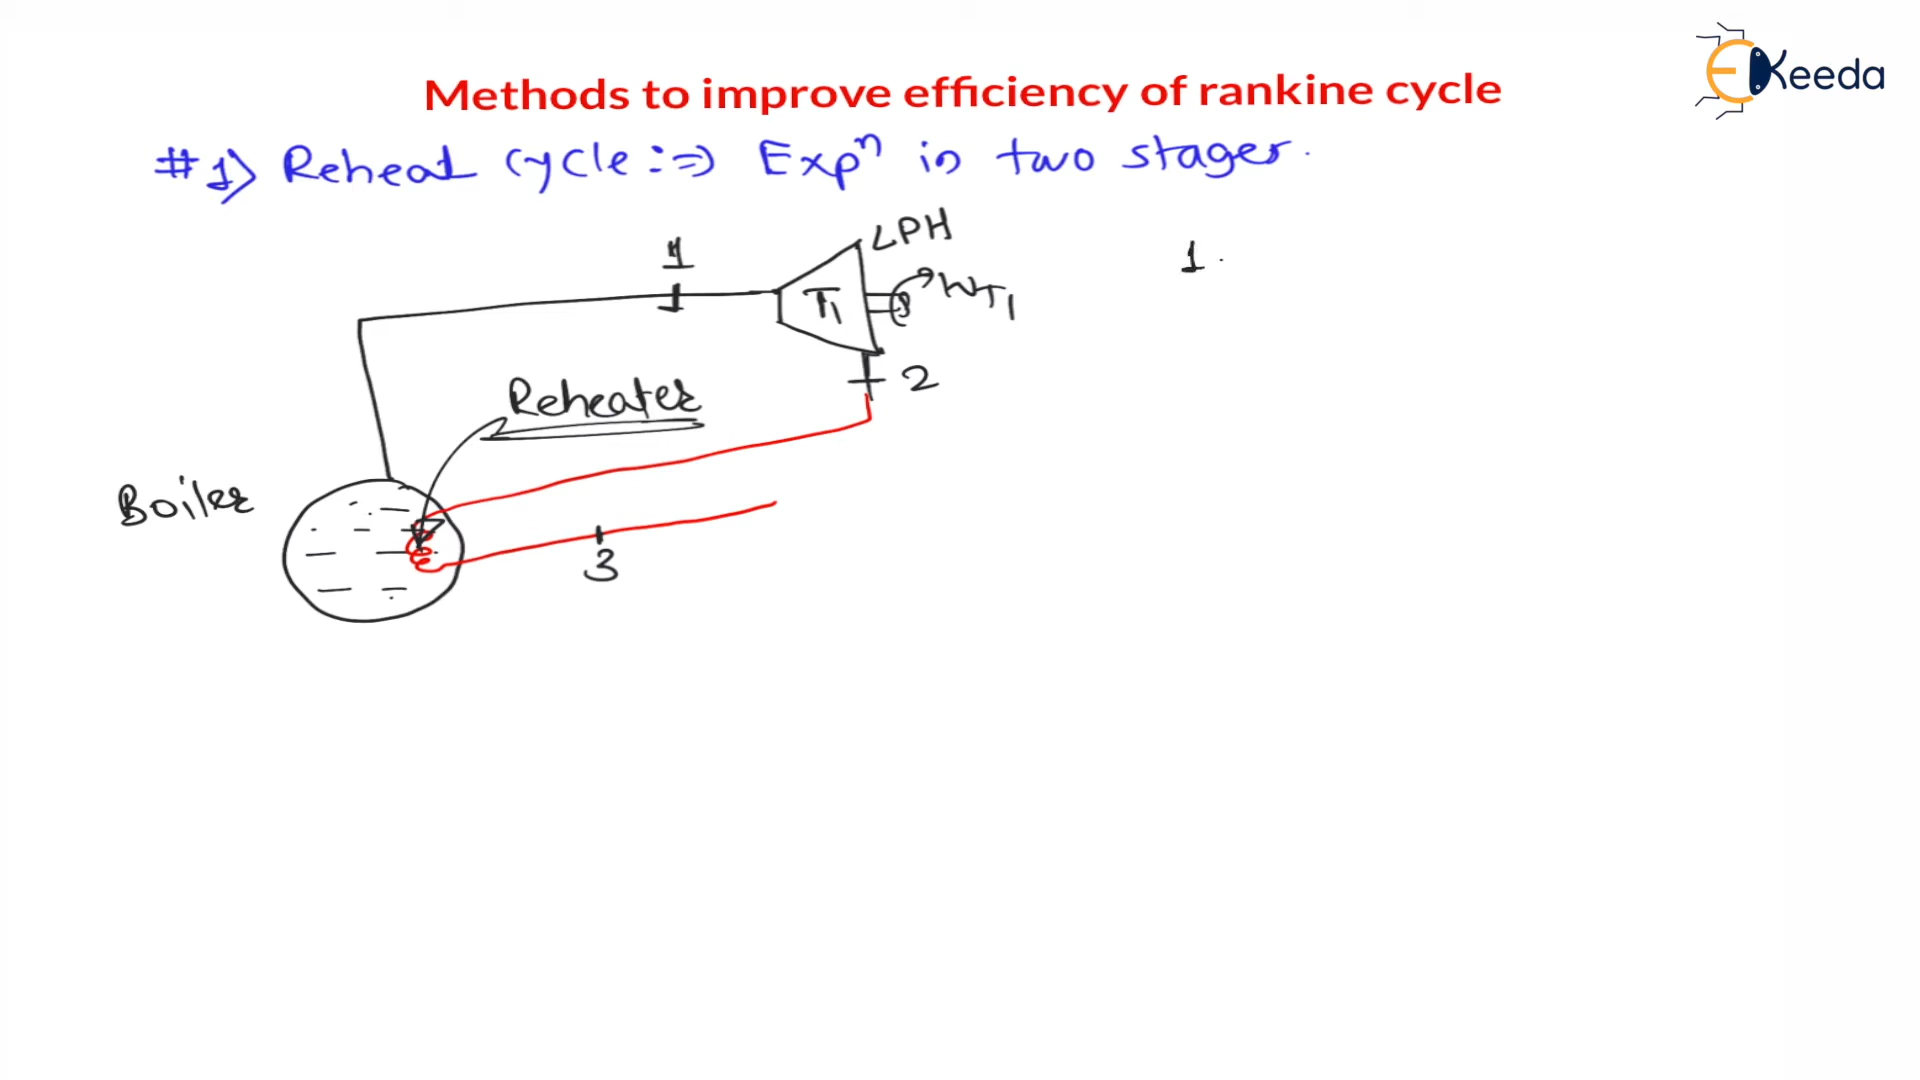 EKeeda
Methods to improve efficiency of rankine cycle
#1) Reheat cycle :⇒ Expⁿ in two stages.
LPH
1
1.
T1
WT1
2
Reheater
Boiler
3